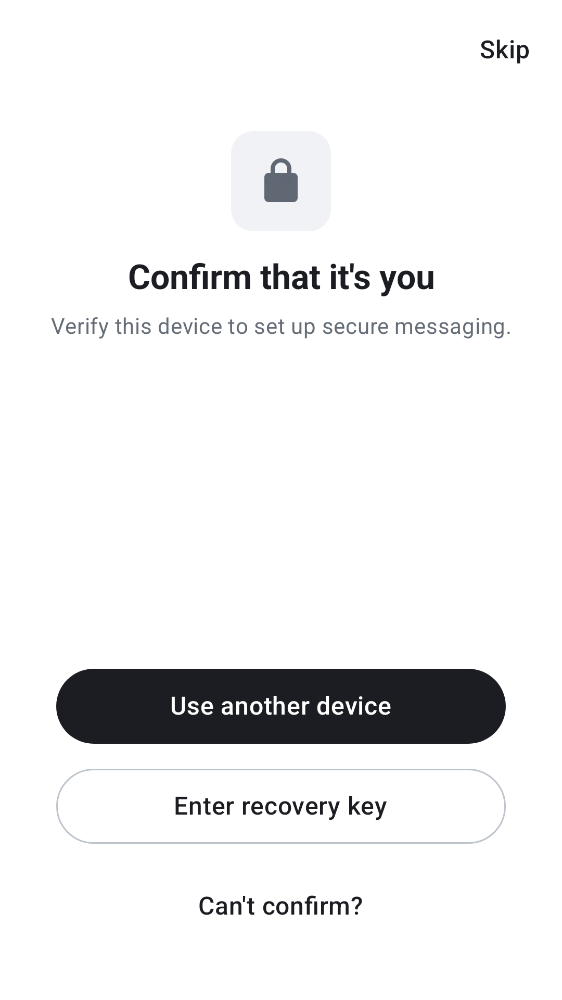 Skip
Confirm that it's you
Verify this device to set up secure messaging.
Use another device
Enter recovery key
Can't confirm?